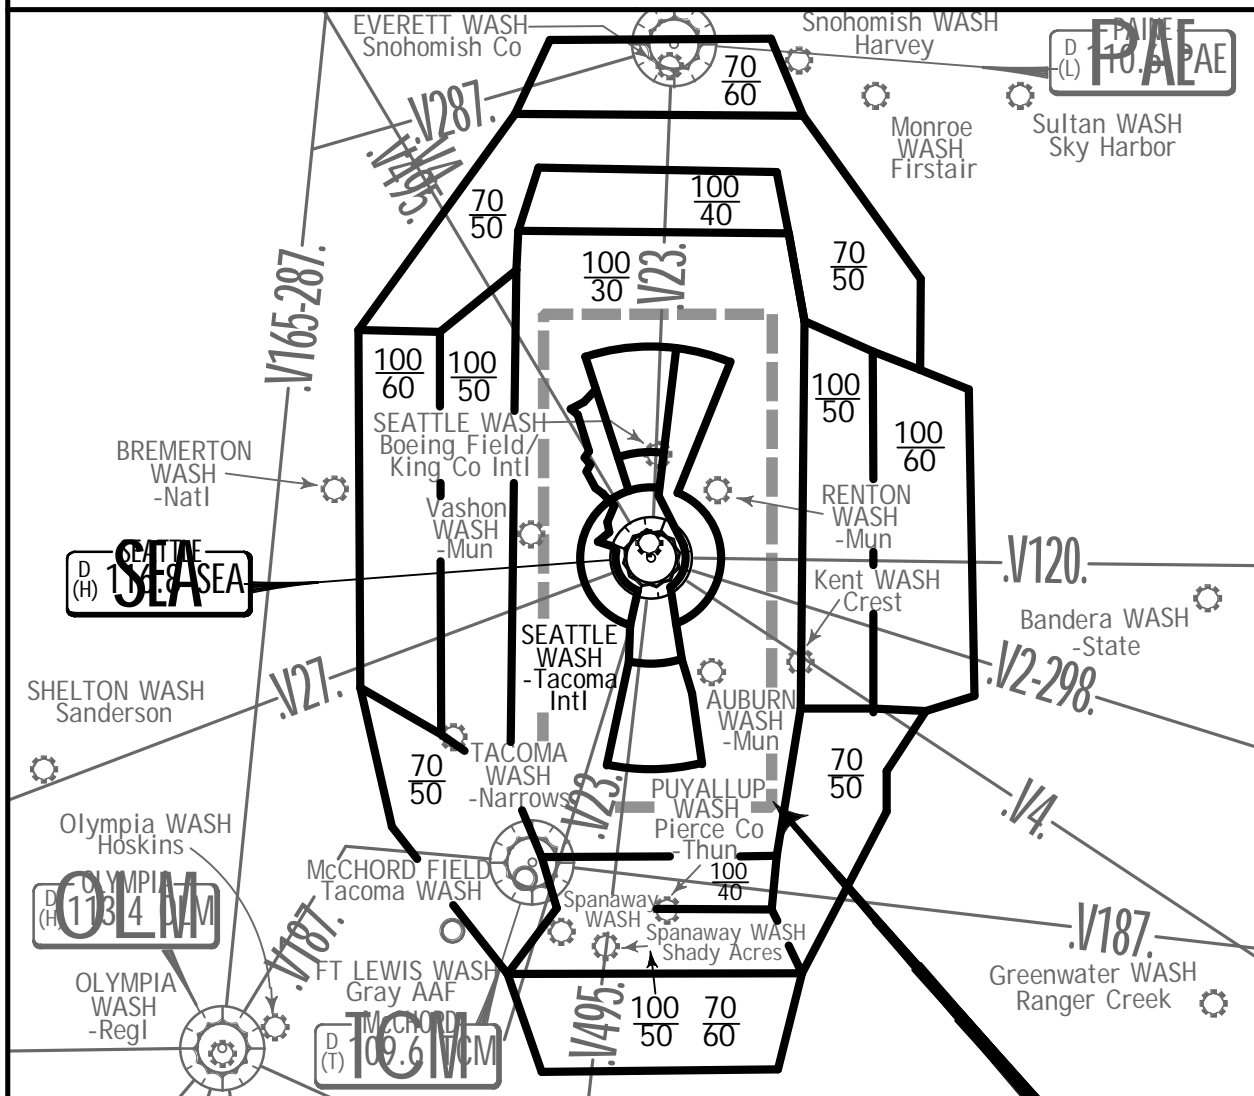 EVERETT WASH
Snohomish Co
Snohomish WASH
Harvey
PAINE
D
(L)
PAE
PAE
70
60
Monroe
WASH
Firstair
Sultan WASH
Sky Harbor
.V287.
.V4.
.V495.
70
50
100
40
100
30
.V23.
70
50
.V165-287.
100
60
100
50
100
50
100
60
SEATTLE WASH
Boeing Field/
King Co Intl
BREMERTON
WASH
-Natl
Vashon
WASH
-Mun
RENTON
WASH
-Mun
SEATTLE
D
(H)
116.8 SEA
SEA
.V120.
Kent WASH
Crest
Bandera WASH
-State
SEATTLE
WASH
-Tacoma
Intl
.V27.
.V2-298.
SHELTON WASH
Sanderson
AUBURN
WASH
-Mun
TACOMA
WASH
-Narrows
70
50
70
50
.V23.
PUYALLUP
WASH
Pierce Co
-Thun
.V4.
Olympia WASH
Hoskins
McCHORD FIELD
Tacoma WASH
100
40
OLYMPIA
D
(H)
113.4 OLM
OLM
Spanaway
WASH
Spanaway WASH
Shady Acres
.V187.
.V187.
FT LEWIS WASH
Gray AAF
OLYMPIA
WASH
-Regl
Greenwater WASH
Ranger Creek
McCHORD
D
(T)
109.6 TCM
TCM
.V495.
100
50
70
60